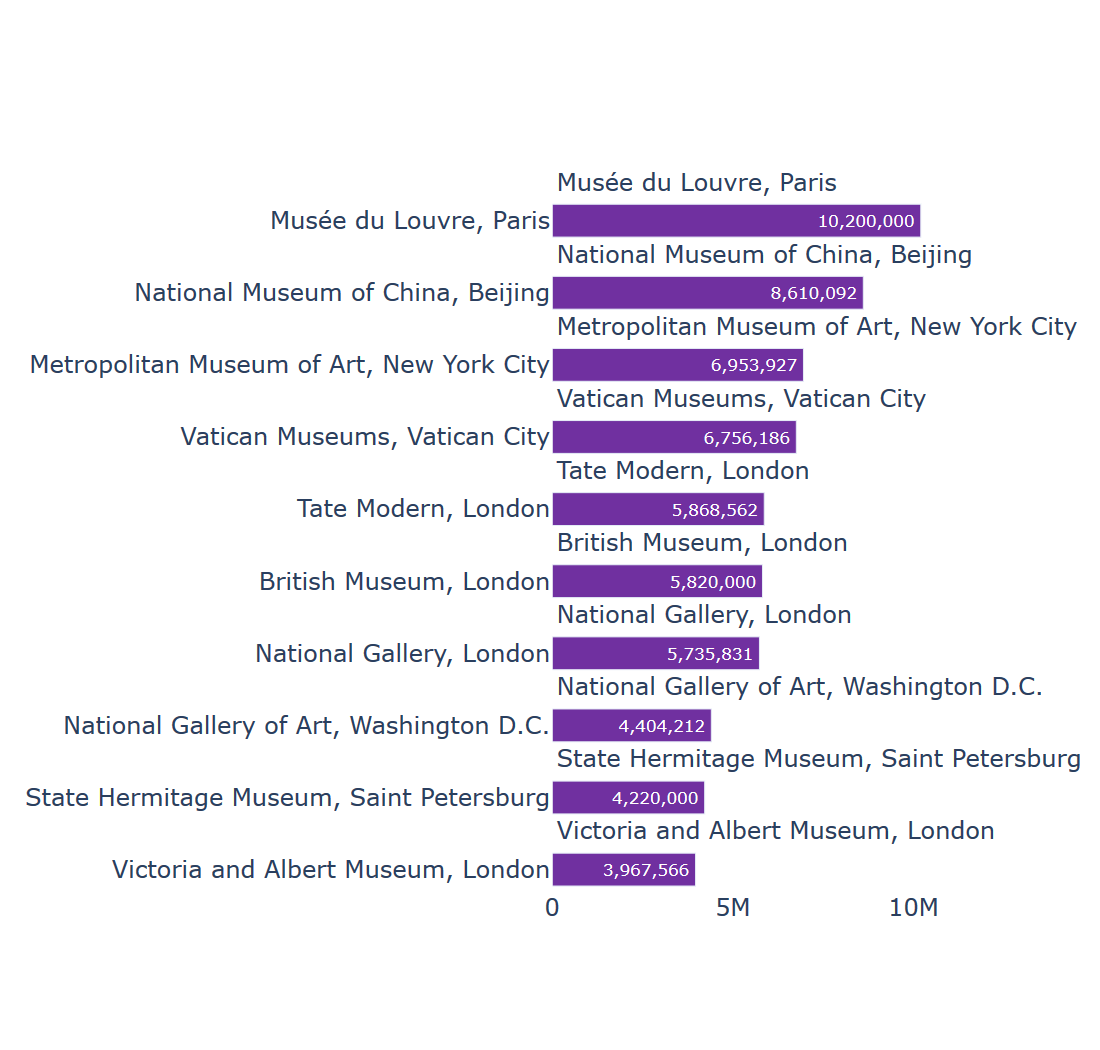 Musée du Louvre, Paris
Musée du Louvre, Paris 10,200,000
National Museum of China, Beijing
National Museum of China, Beijing 8,610,092
Metropolitan Museum of Art, New York City
Metropolitan Museum of Art, New York City 6,953,927
Vatican Museums, Vatican City
Vatican Museums, Vatican City 6,756,186
Tate Modern, London
Tate Modern, London 5,868,562
British Museum, London
British Museum, London 5,820,000
National Gallery, London
National Gallery, London 5,735,831
National Gallery of Art, Washington D.C.
National Gallery of Art, Washington D.C. 4,404,212
State Hermitage Museum, Saint Petersburg
State Hermitage Museum, Saint Petersburg 4,220,000
Victoria and Albert Museum, London
Victoria and Albert Museum, London 3,967,566
0 5M 10M